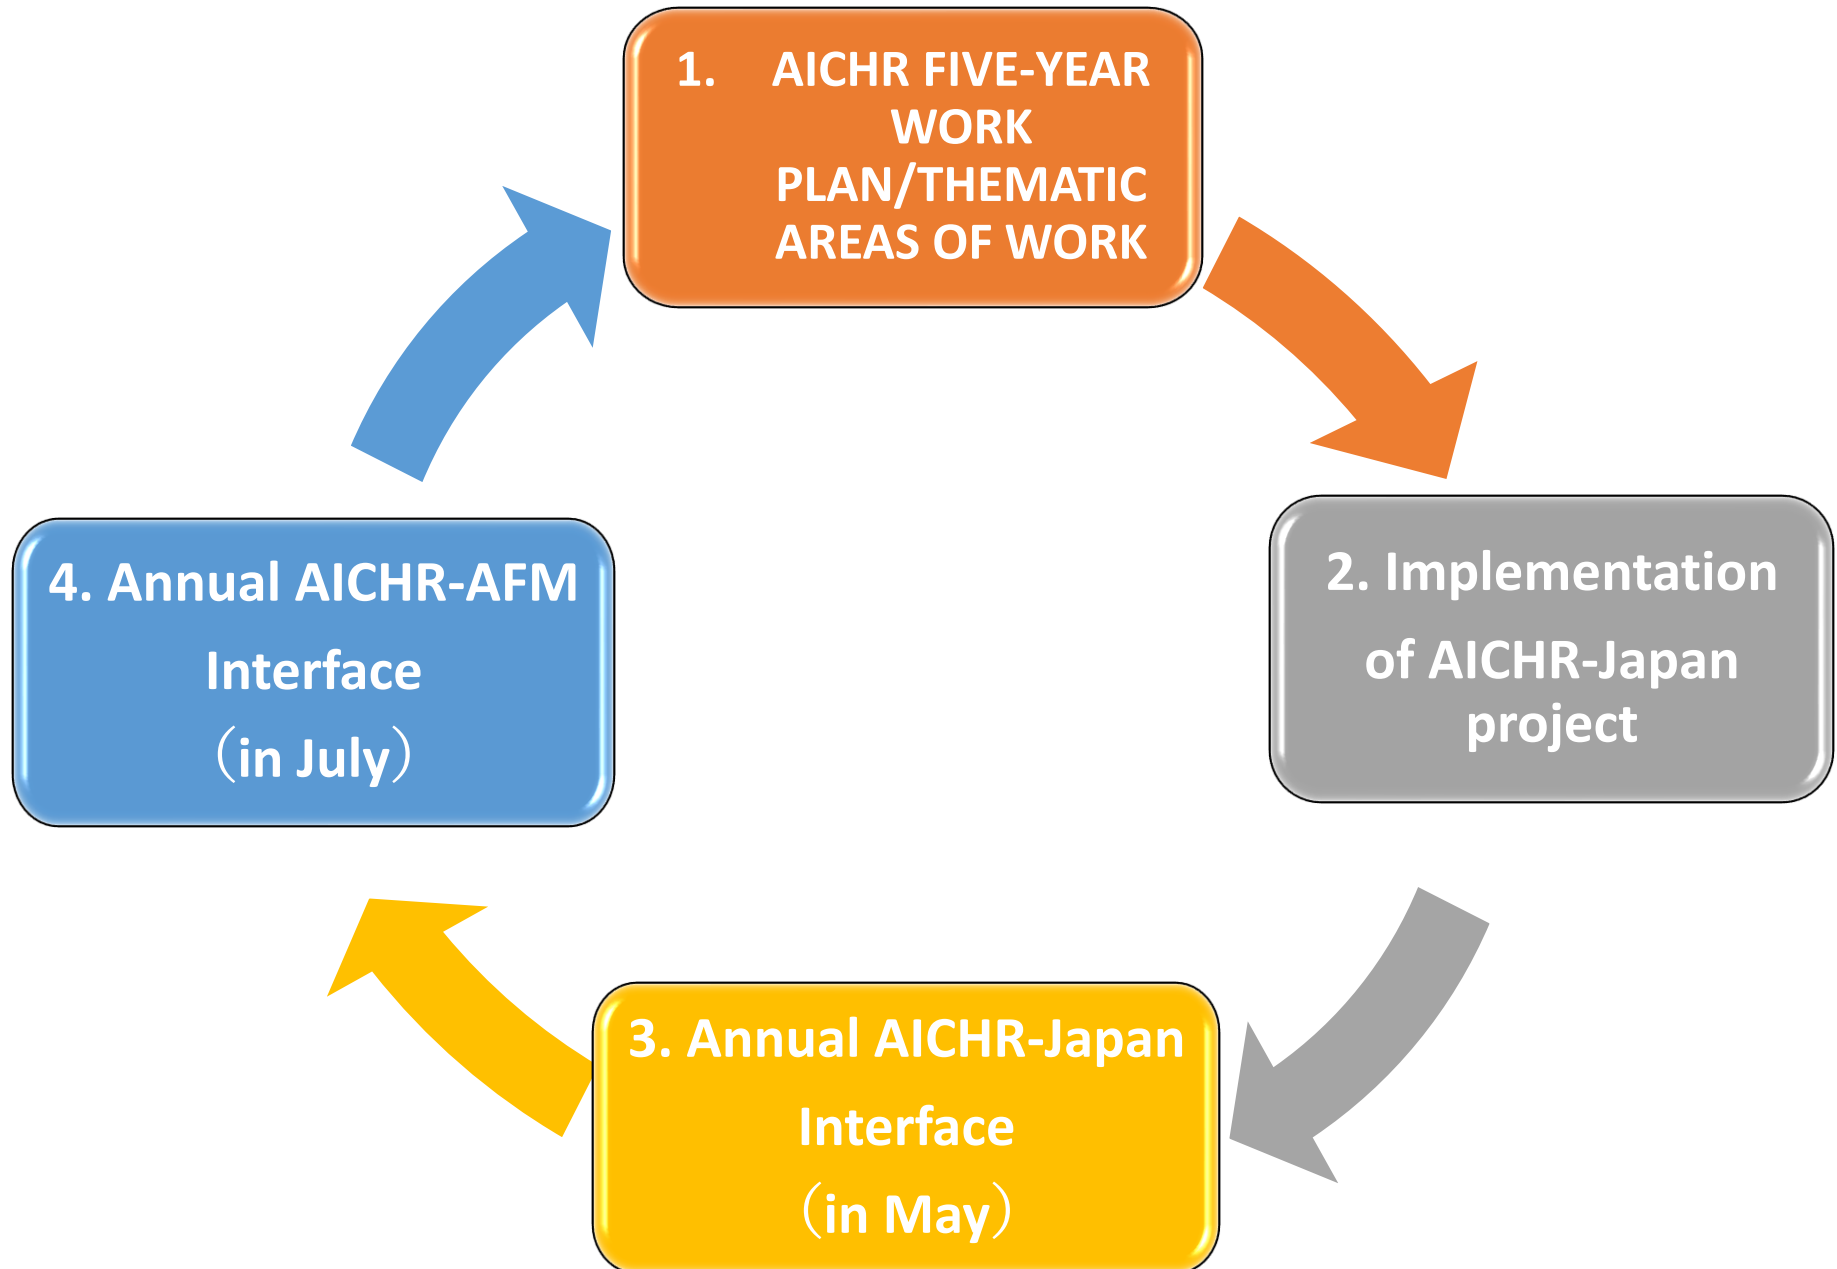 1. AICHR FIVE-YEAR
WORK
PLAN/THEMATIC
AREAS OF WORK
2. Implementation
of AICHR-Japan
project
3. Annual AICHR-Japan
Interface
（in May）
4. Annual AICHR-AFM
Interface
（in July）